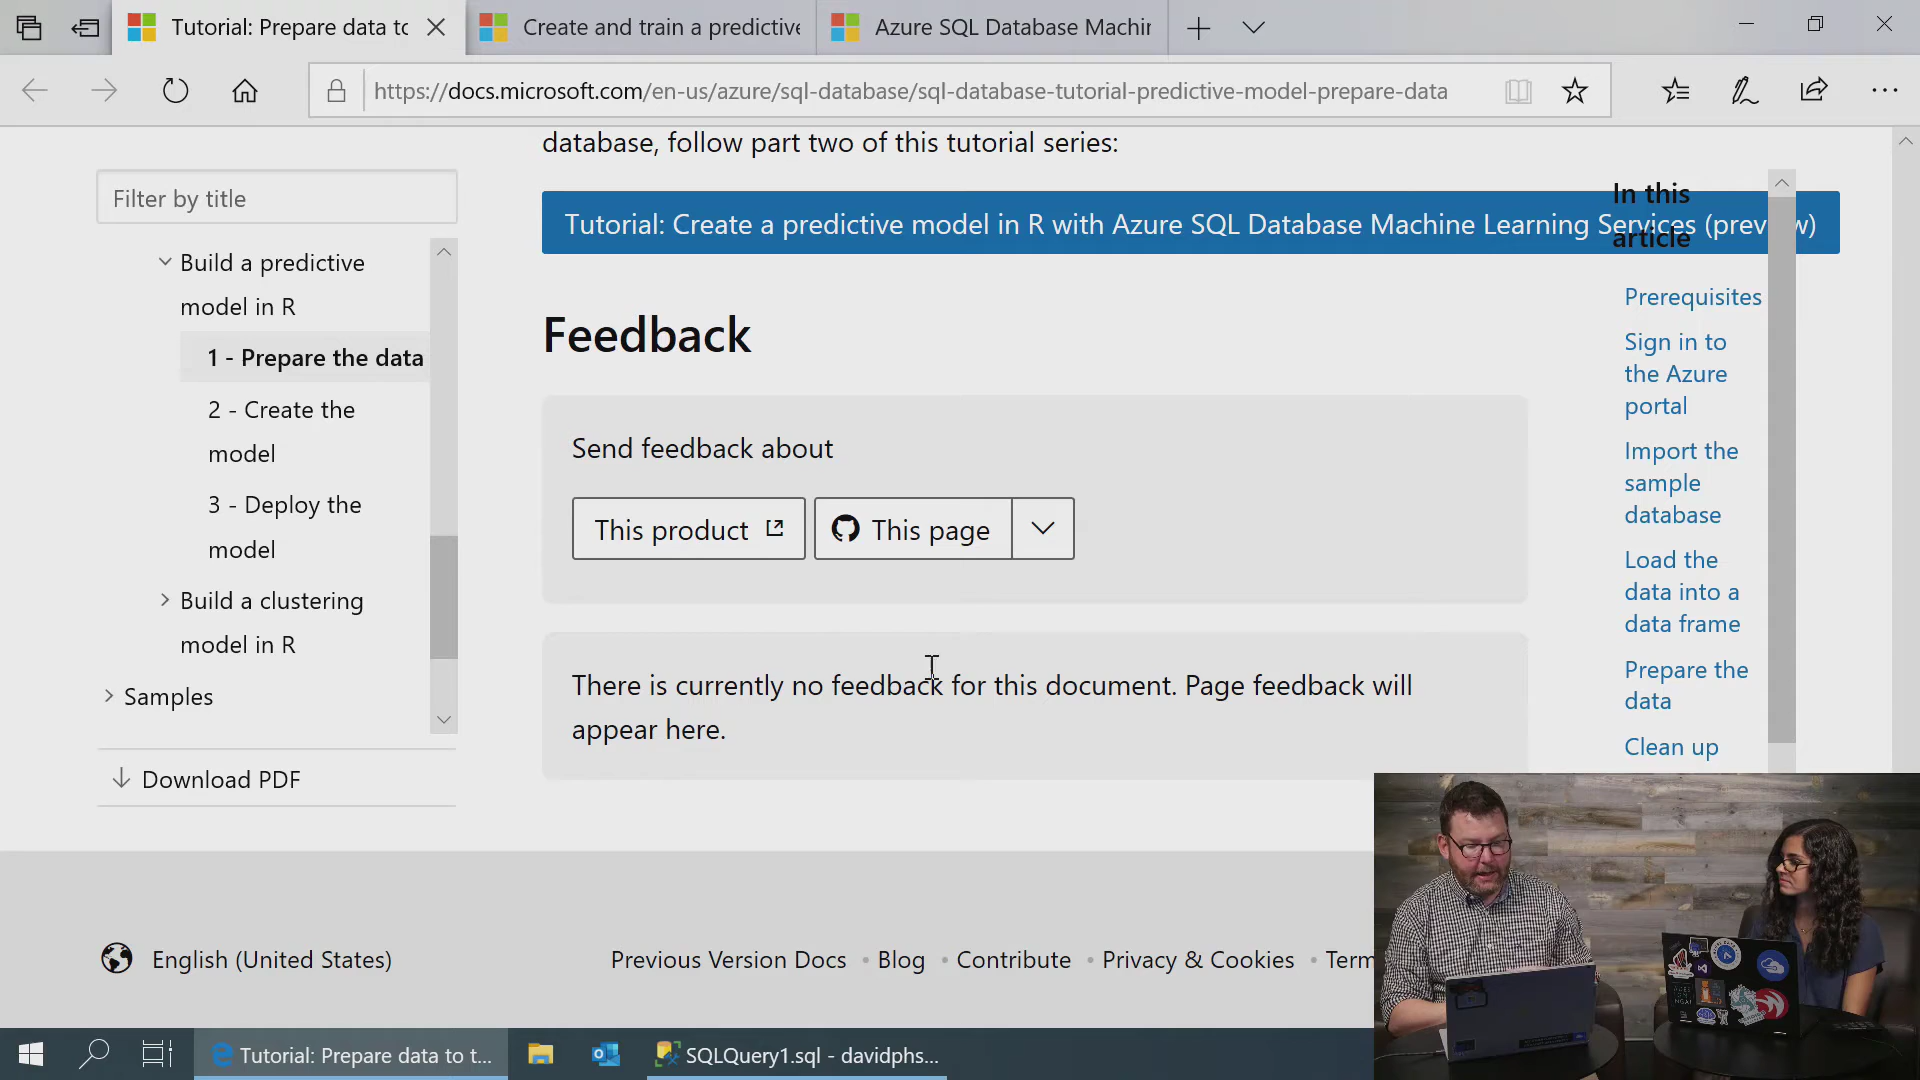 Tutorial: Prepare data to
Create and train a predictive
Azure SQL Database Machin
https://docs.microsoft.com/en-us/azure/sql-database/sql-database-tutorial-predictive-model-prepare-data
Filter by title
Build a predictive
model in R
1 - Prepare the data
2 - Create the
model
3 - Deploy the
model
Build a clustering
model in R
Samples
Download PDF
database, follow part two of this tutorial series:
Tutorial: Create a predictive model in R with Azure SQL Database Machine Learning Services (preview)
Feedback
Send feedback about
This product
This page
There is currently no feedback for this document. Page feedback will
appear here.
In this
article
Prerequisites
Sign in to
the Azure
portal
Import the
sample
database
Load the
data into a
data frame
Prepare the
data
Clean up
English (United States)
Previous Version Docs • Blog • Contribute • Privacy & Cookies • Term
Tutorial: Prepare data to t...
SQLQuery1.sql - davidphs...